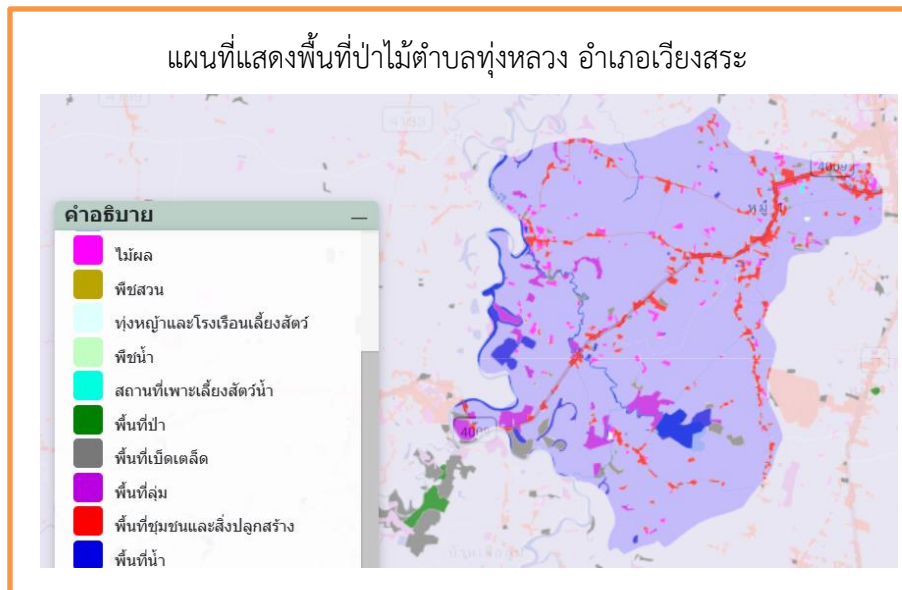 แผนที่แสดงพื้นที่ป่าไม้ตำบลทุ่งหลวง อำเภอเวียงสระ
4009
หมู่
คำอธิบาย
ไม้ผล
พืชสวน
ทุ่งหญ้าและโรงเรือนเลี้ยงสัตว์
พืชน้ำ
สถานที่เพาะเลี้ยงสัตว์น้ำ
พื้นที่ป่า
พื้นที่เบ็ดเตล็ด
พื้นที่ลุ่ม
พื้นที่ชุมชนและสิ่งปลูกสร้าง
พื้นที่น้ำ